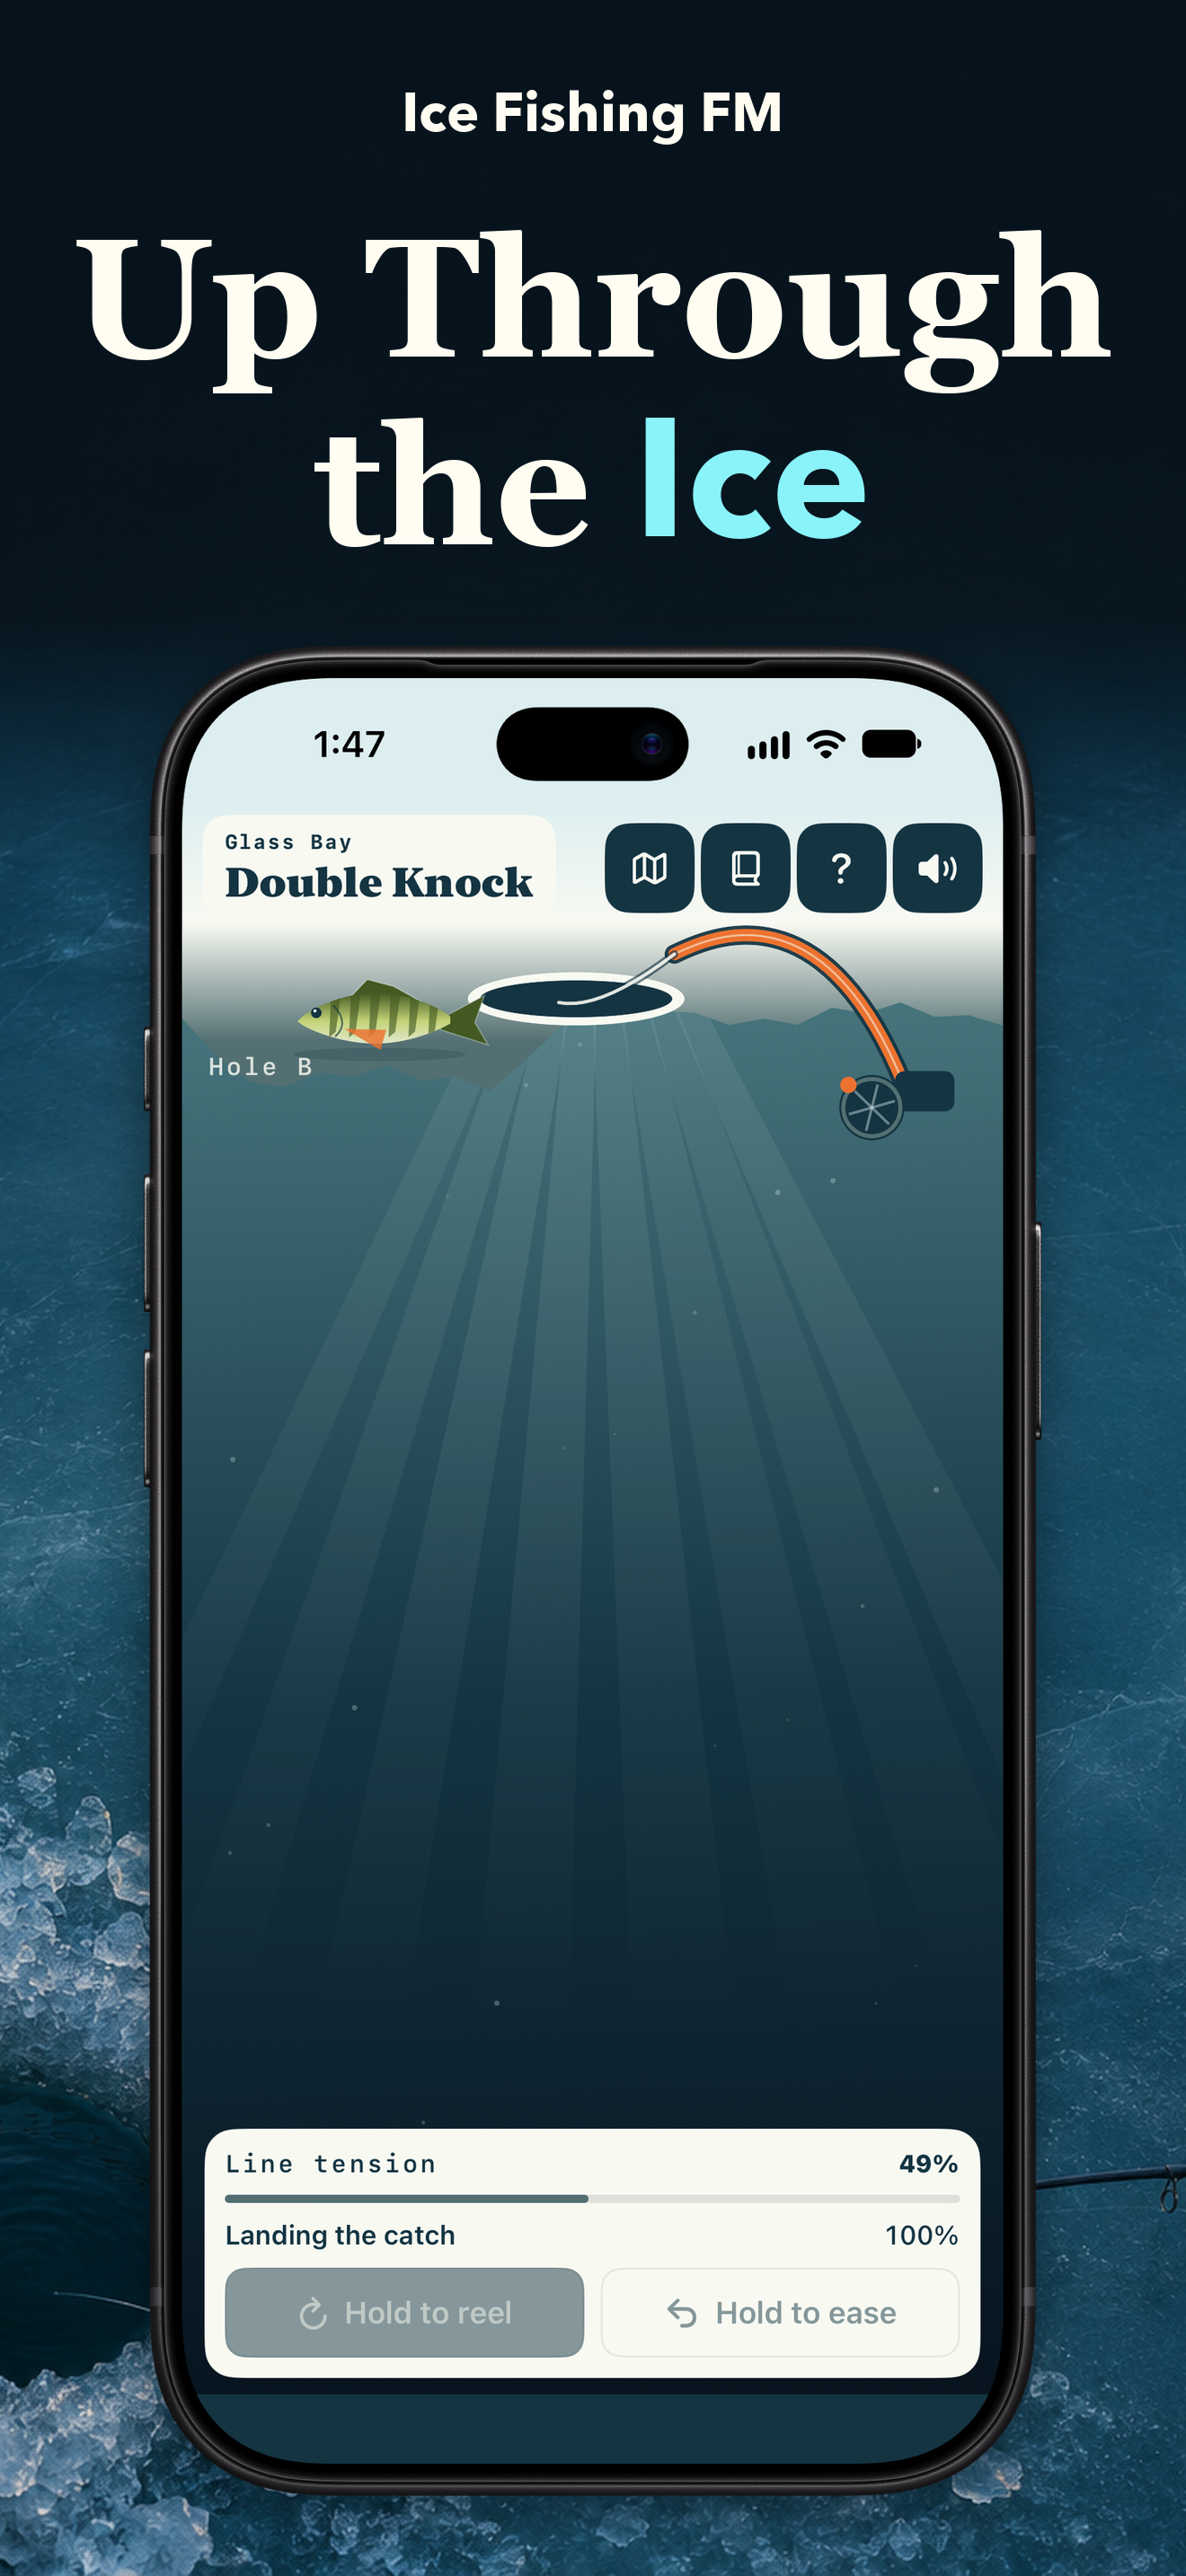 Ice Fishing FM
Up Through
the Ice
1:47
Glass Bay
Double Knock
?
Hole B
Line tension 49%
Landing the catch 100%
Hold to reel Hold to ease